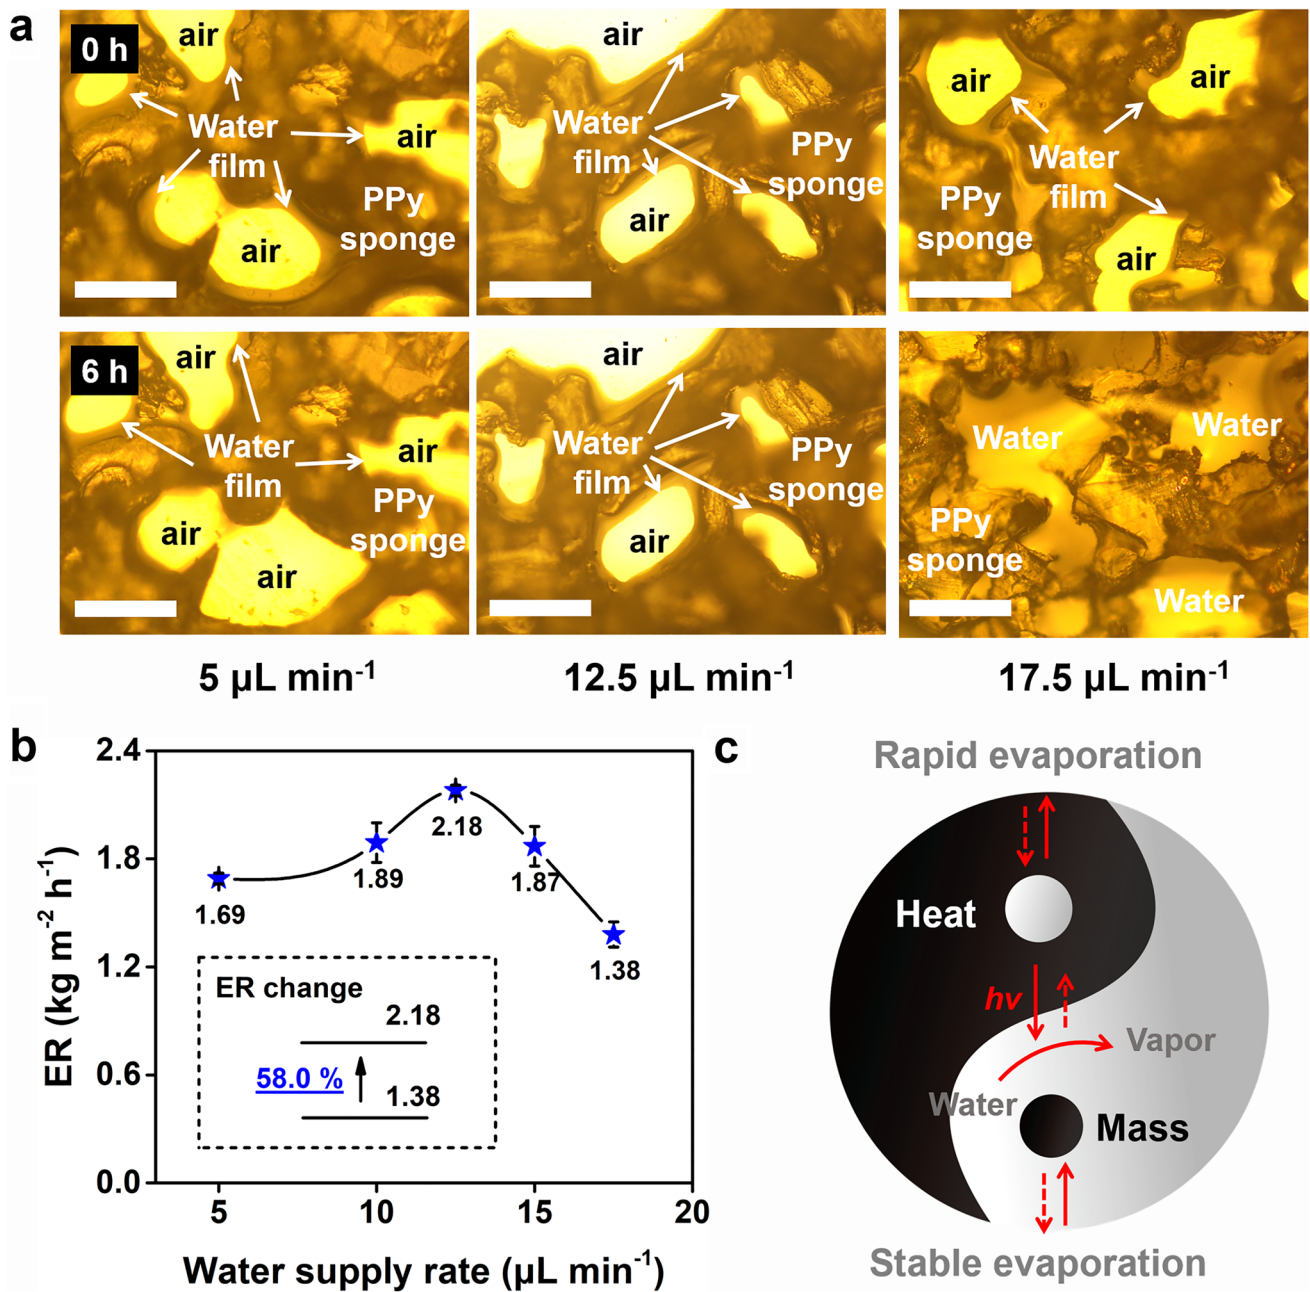 a
0 h
air
Water
film
air
air
PPy
sponge
air
Water
film
PPy
sponge
air
air
air
Water
film
PPy
sponge
air
6 h
air
Water
film
air
PPy
sponge
air
air
air
Water
film
PPy
sponge
air
Water
Water
PPy
sponge
Water
5 µL min⁻¹
12.5 µL min⁻¹
17.5 µL min⁻¹
b
ER (kg m⁻² h⁻¹)
2.4
1.8
1.2
0.6
0.0
1.69
1.89
2.18
1.87
1.38
ER change
2.18
58.0 %
1.38
5
10
15
20
Water supply rate (µL min⁻¹)
c
Rapid evaporation
Heat
hv
Vapor
Water
Mass
Stable evaporation